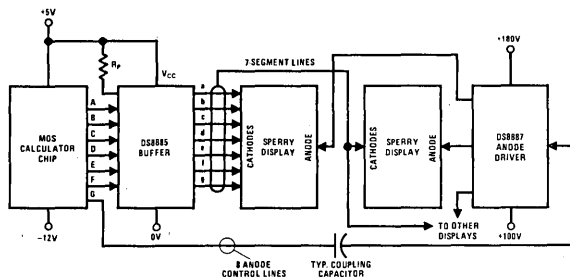 +5V
+180V
RP
VCC
7-SEGMENT LINES
MOS
CALCULATOR
CHIP
A
B
C
D
E
F
G
DS8885
BUFFER
a
b
c
d
e
f
g
CATHODES
SPERRY
DISPLAY
ANODE
CATHODES
SPERRY
DISPLAY
ANODE
DS8887
ANODE
DRIVER
-12V
0V
TO OTHER
DISPLAYS
+100V
8 ANODE
CONTROL LINES
TYP. COUPLING
CAPACITOR